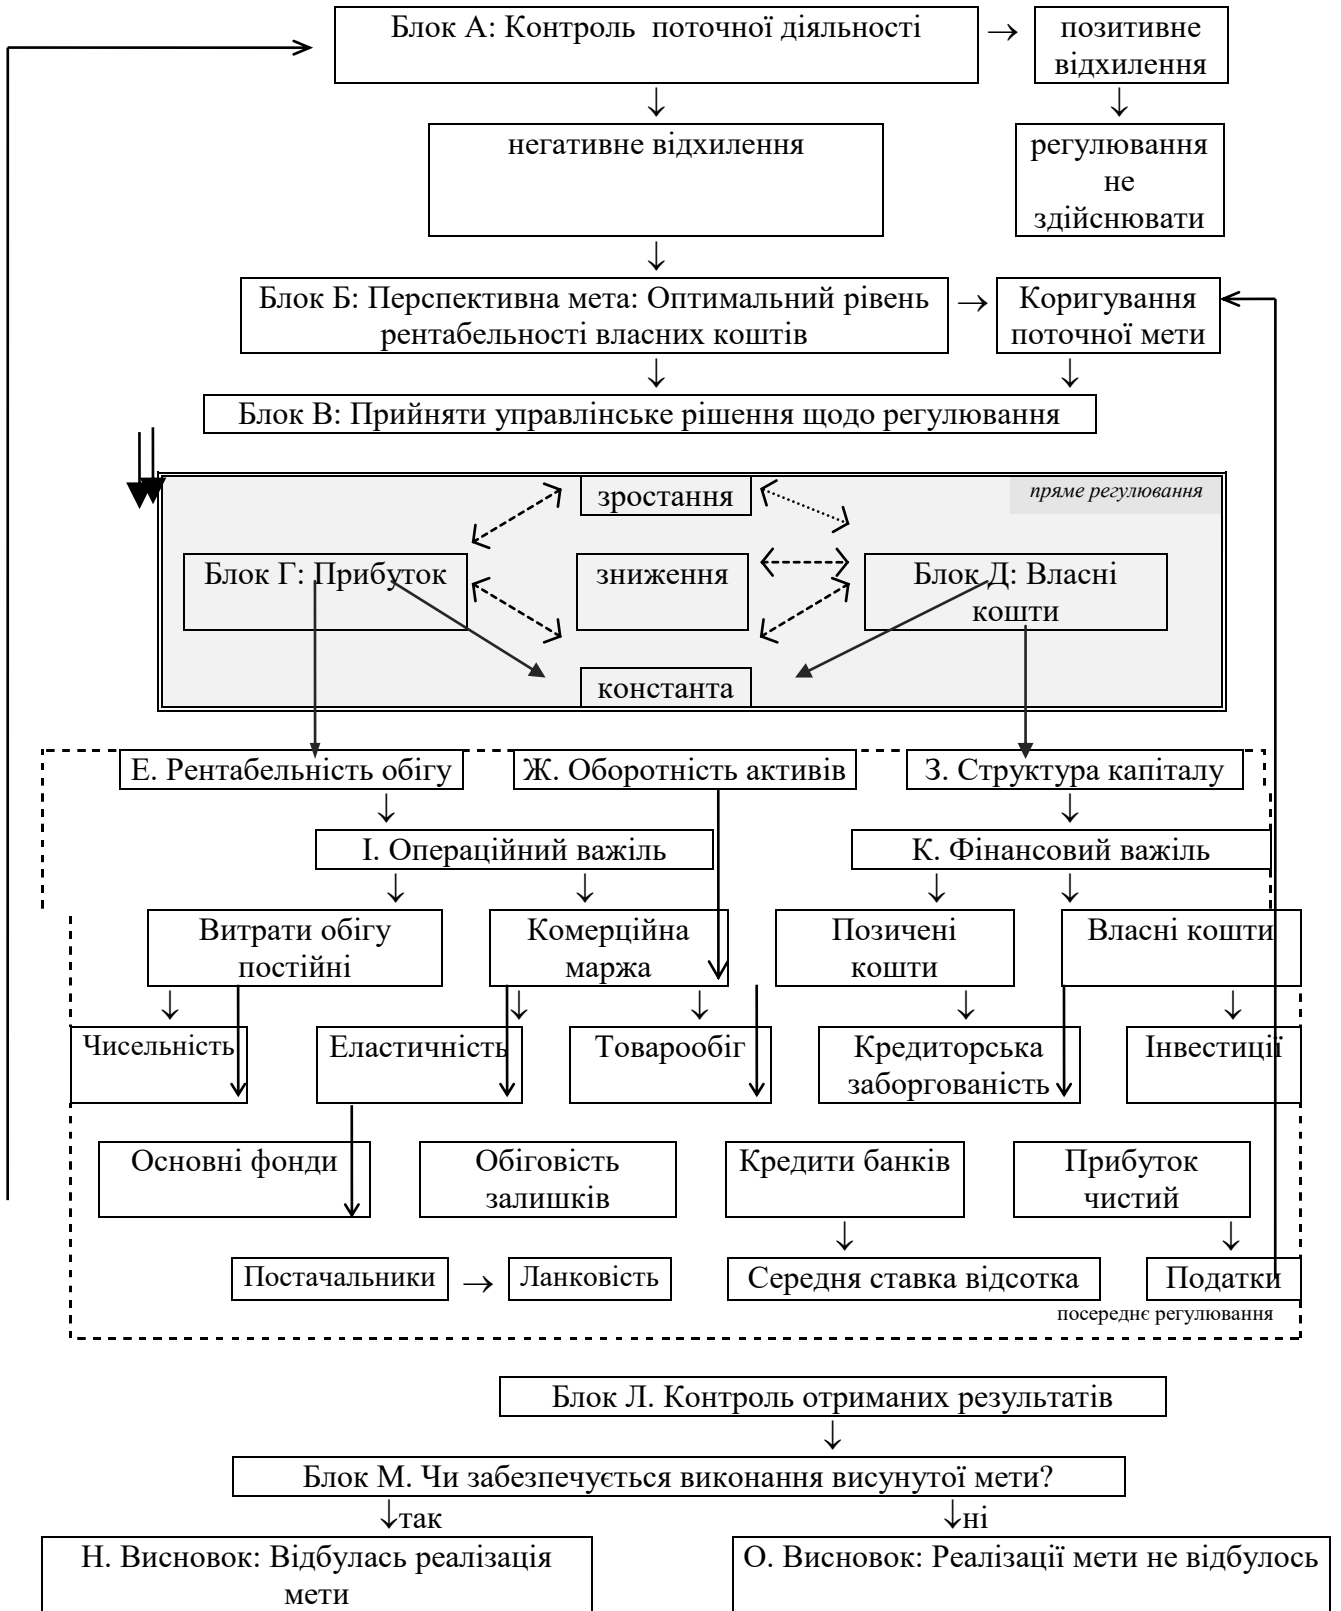 Блок А: Контроль поточної діяльності
→
позитивне
відхилення
негативне відхилення
регулювання
не
здійснювати
Блок Б: Перспективна мета: Оптимальний рівень
рентабельності власних коштів
→
Коригування
поточної мети
Блок В: Прийняти управлінське рішення щодо регулювання
зростання
пряме регулювання
Блок Г: Прибуток
зниження
Блок Д: Власні
кошти
константа
Е. Рентабельність обігу
Ж. Оборотність активів
З. Структура капіталу
І. Операційний важіль
К. Фінансовий важіль
Витрати обігу
постійні
Комерційна
маржа
Позичені
кошти
Власні кошти
Чисельність
Еластичність
Товарообіг
Кредиторська
заборгованість
Інвестиції
Основні фонди
Обіговість
залишків
Кредити банків
Прибуток
чистий
Постачальники
→
Ланковість
Середня ставка відсотка
Податки
посереднє регулювання
Блок Л. Контроль отриманих результатів
Блок М. Чи забезпечується виконання висунутої мети?
↓так
↓ні
Н. Висновок: Відбулась реалізація
мети
О. Висновок: Реалізації мети не відбулось